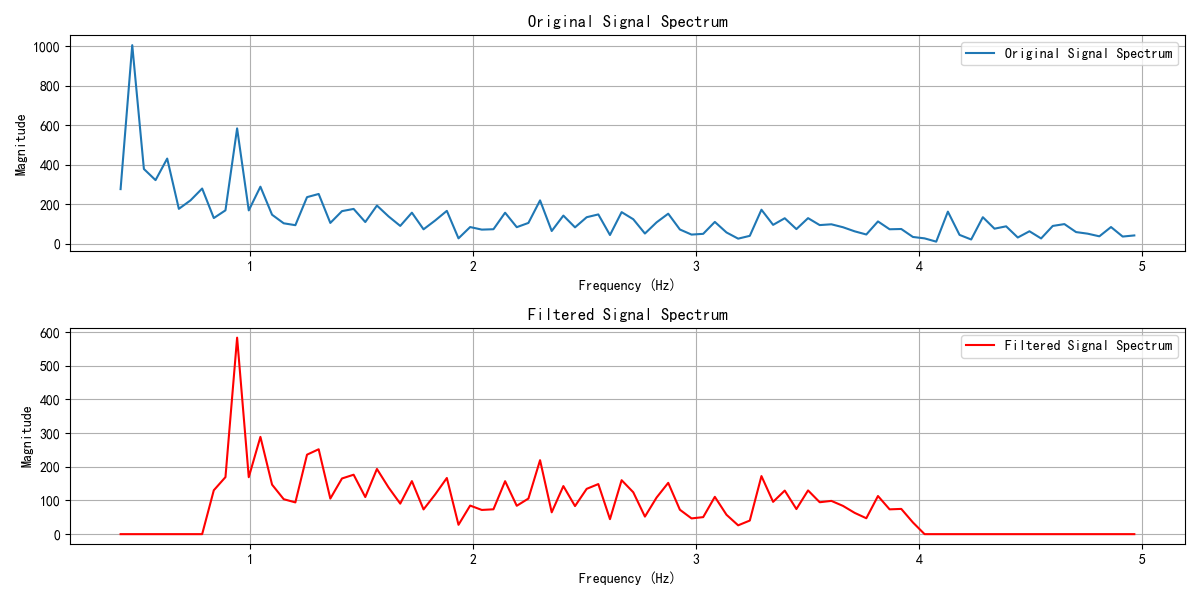 Original Signal Spectrum
1000
800
600
400
200
0
Magnitude
Original Signal Spectrum
1 2 3 4 5
Frequency (Hz)
Filtered Signal Spectrum
600
500
400
300
200
100
0
Magnitude
Filtered Signal Spectrum
1 2 3 4 5
Frequency (Hz)